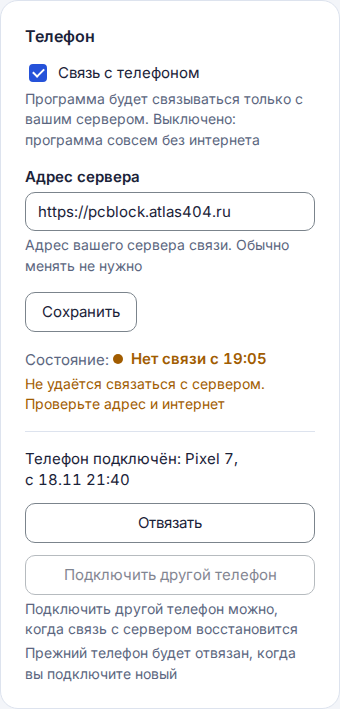 Телефон
Связь с телефоном
Программа будет связываться только с
вашим сервером. Выключено:
программа совсем без интернета
Адрес сервера
https://pcblock.atlas404.ru
Адрес вашего сервера связи. Обычно
менять не нужно
Сохранить
Состояние: Нет связи с 19:05
Не удаётся связаться с сервером.
Проверьте адрес и интернет
Телефон подключён: Pixel 7,
с 18.11 21:40
Отвязать
Подключить другой телефон
Подключить другой телефон можно,
когда связь с сервером восстановится
Прежний телефон будет отвязан, когда
вы подключите новый